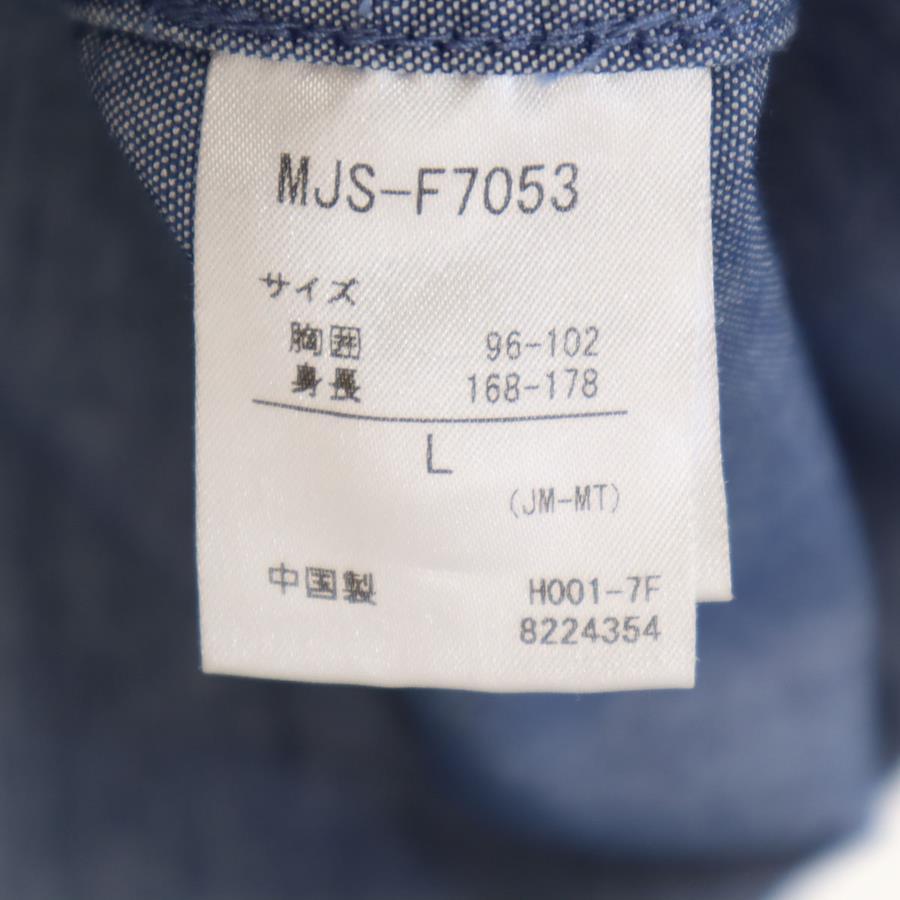 MJS-F7053
サイズ
胸囲 96-102
身長 168-178
L
(JM-MT)
中国製 H001-7F
8224354